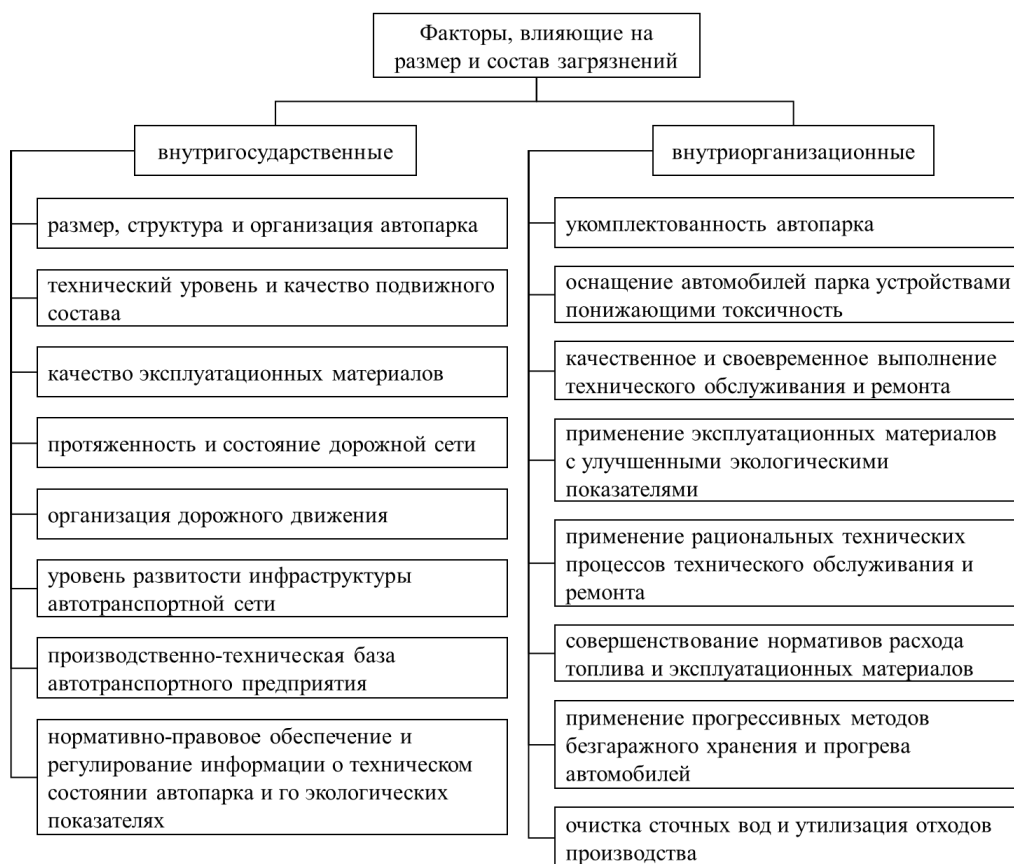 Факторы, влияющие на
размер и состав загрязнений
внутригосударственные
размер, структура и организация автопарка
технический уровень и качество подвижного
состава
качество эксплуатационных материалов
протяженность и состояние дорожной сети
организация дорожного движения
уровень развитости инфраструктуры
автотранспортной сети
производственно-техническая база
автотранспортного предприятия
нормативно-правовое обеспечение и
регулирование информации о техническом
состоянии автопарка и го экологических
показателях
внутриорганизационные
укомплектованность автопарка
оснащение автомобилей парка устройствами
понижающими токсичность
качественное и своевременное выполнение
технического обслуживания и ремонта
применение эксплуатационных материалов
с улучшенными экологическими
показателями
применение рациональных технических
процессов технического обслуживания и
ремонта
совершенствование нормативов расхода
топлива и эксплуатационных материалов
применение прогрессивных методов
безгаражного хранения и прогрева
автомобилей
очистка сточных вод и утилизация отходов
производства